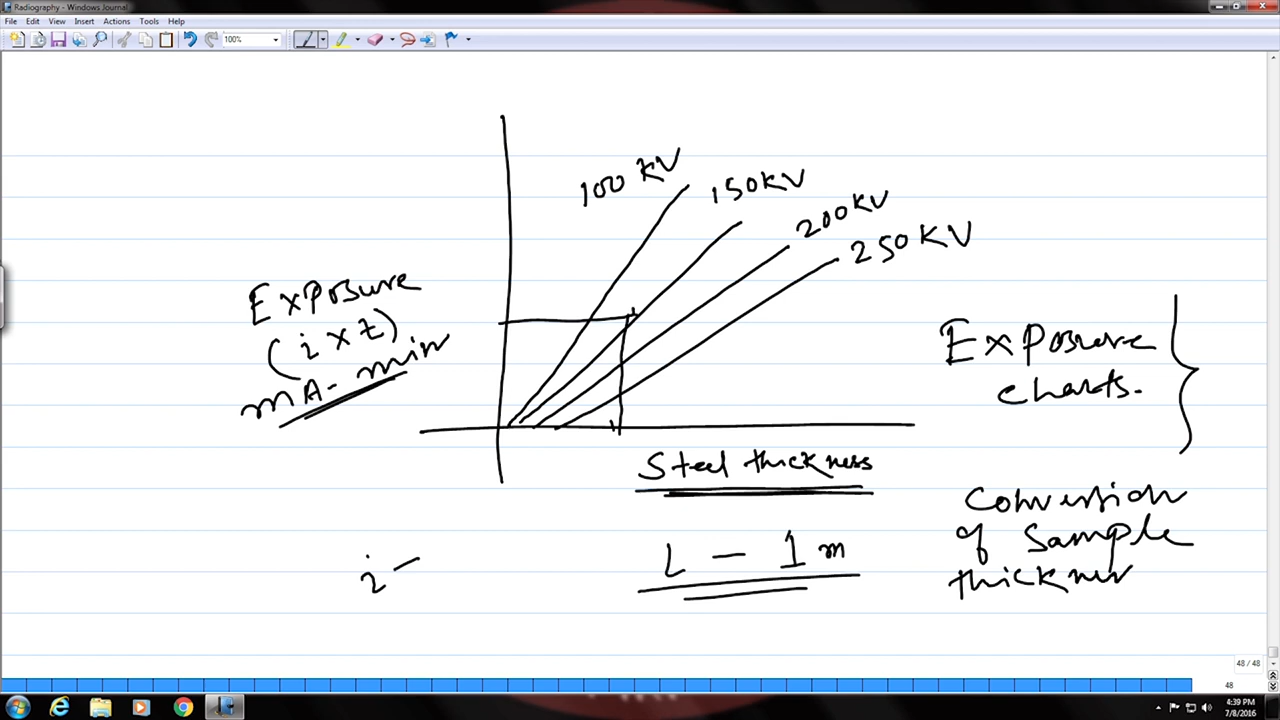 Radiography - Windows Journal
File Edit View Insert Actions Tools Help
100%
100 KV
150KV
200KV
250KV
Exposure
(i x t)
mA-min
Exposure
charts.
Steel thickness
Conversion
of Sample
thickness
L - 1 m
i -
48 / 48
48
4:39 PM
7/8/2016